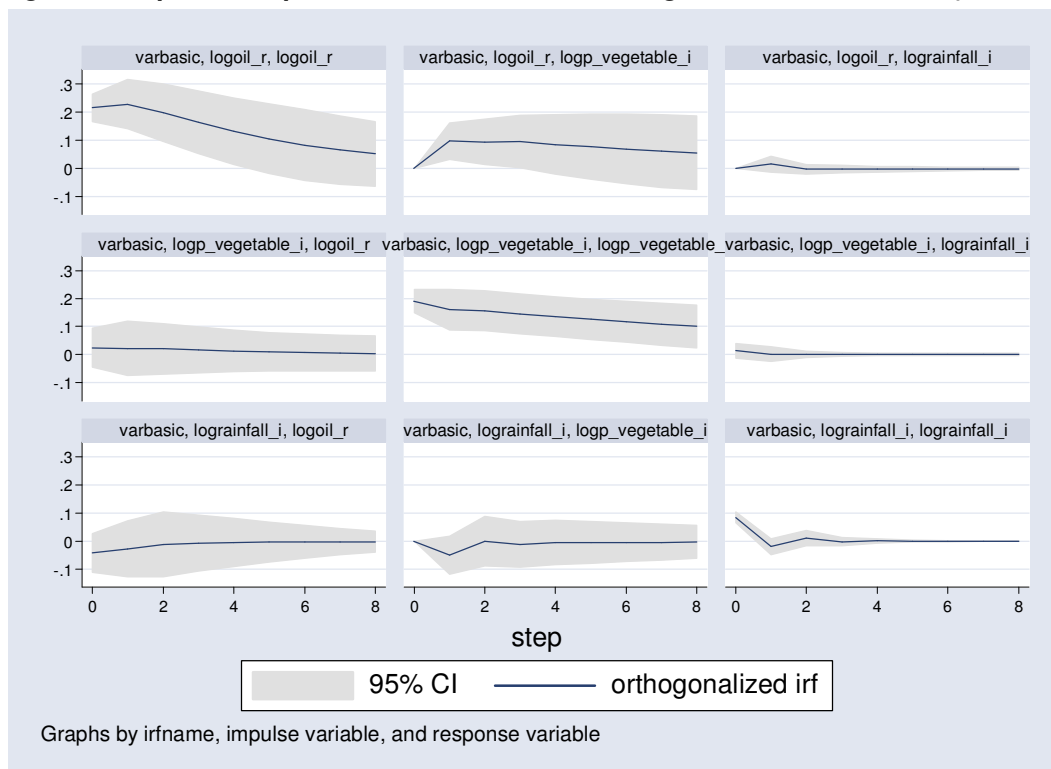 varbasic, logoil_r, logoil_r
varbasic, logoil_r, logp_vegetable_i
varbasic, logoil_r, lograinfall_i
.3
.2
.1
0
-.1
varbasic, logp_vegetable_i, logoil_r
varbasic, logp_vegetable_i, logp_vegetable_
varbasic, logp_vegetable_i, lograinfall_i
.3
.2
.1
0
-.1
varbasic, lograinfall_i, logoil_r
varbasic, lograinfall_i, logp_vegetable_i
varbasic, lograinfall_i, lograinfall_i
.3
.2
.1
0
-.1
0 2 4 6 8
0 2 4 6 8
0 2 4 6 8
step
95% CI
orthogonalized irf
Graphs by irfname, impulse variable, and response variable